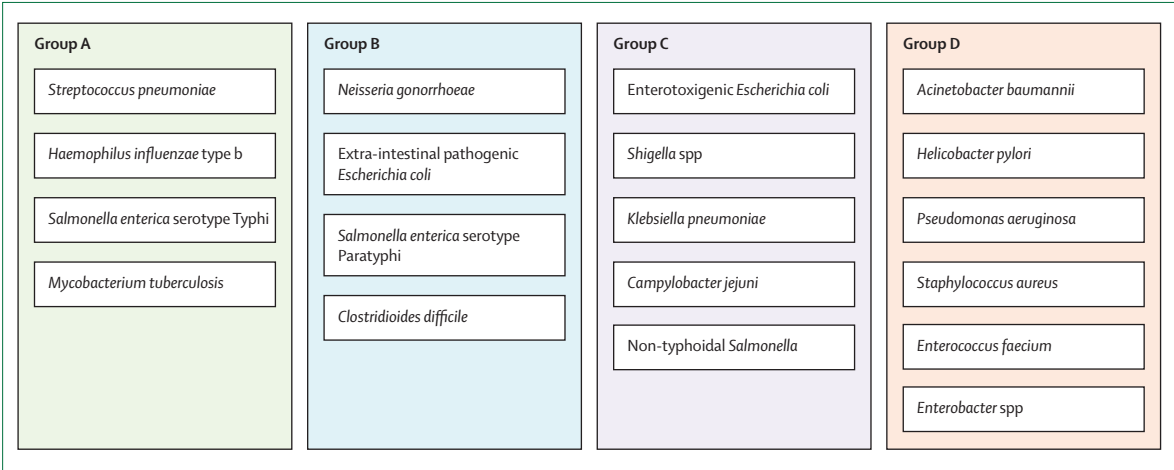 Group A
Streptococcus pneumoniae
Haemophilus influenzae type b
Salmonella enterica serotype Typhi
Mycobacterium tuberculosis
Group B
Neisseria gonorrhoeae
Extra-intestinal pathogenic
Escherichia coli
Salmonella enterica serotype
Paratyphi
Clostridioides difficile
Group C
Enterotoxigenic Escherichia coli
Shigella spp
Klebsiella pneumoniae
Campylobacter jejuni
Non-typhoidal Salmonella
Group D
Acinetobacter baumannii
Helicobacter pylori
Pseudomonas aeruginosa
Staphylococcus aureus
Enterococcus faecium
Enterobacter spp